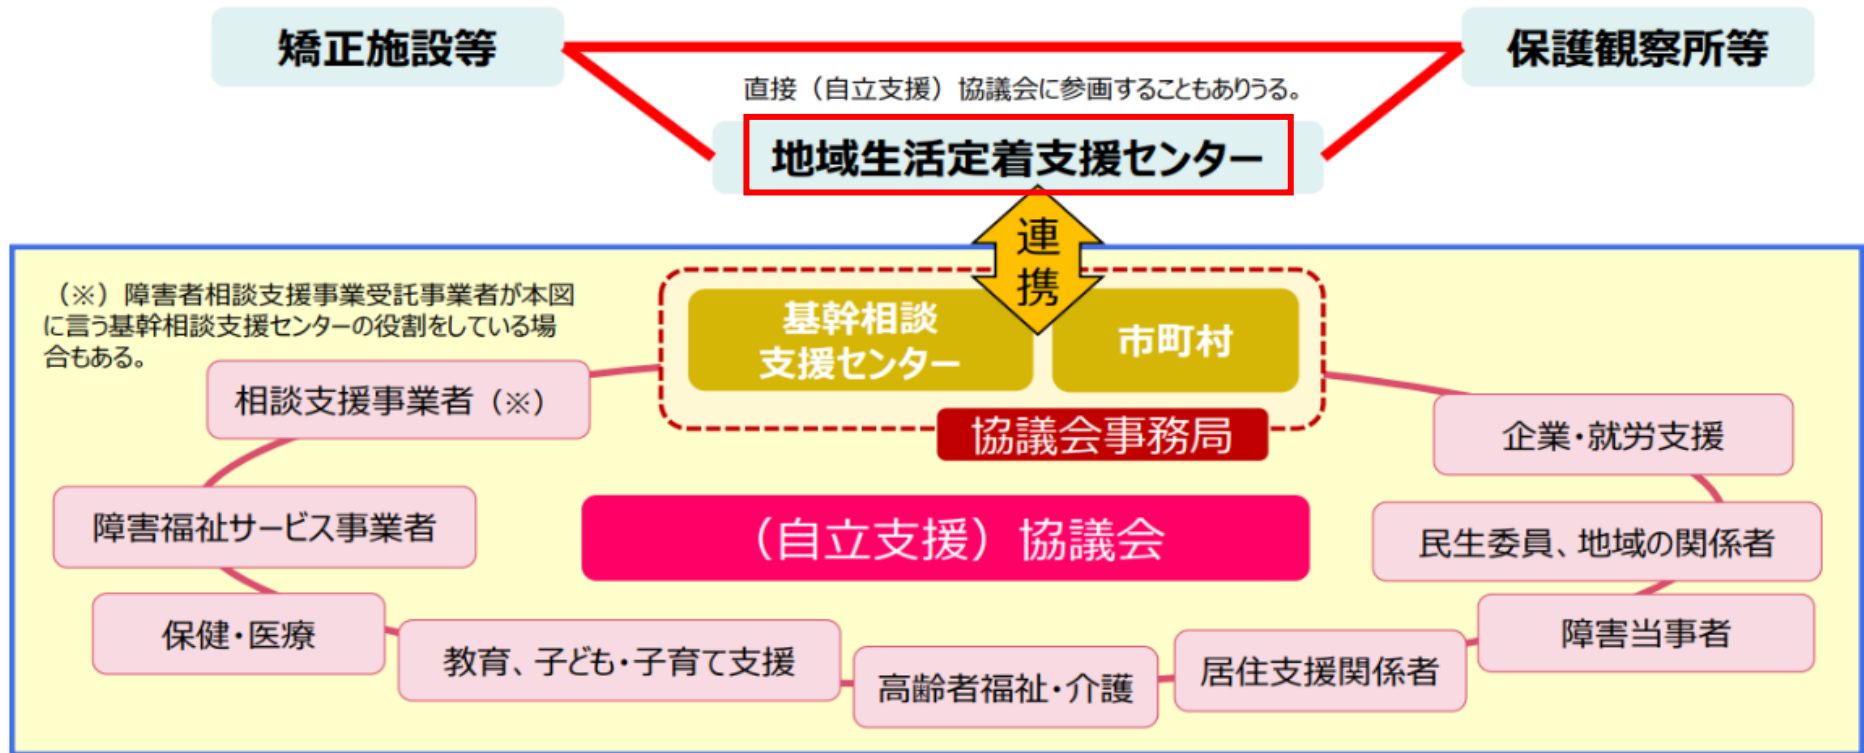 矯正施設等
保護観察所等
直接（自立支援）協議会に参画することもありうる。
地域生活定着支援センター
連
携
（※）障害者相談支援事業受託事業者が本図
に言う基幹相談支援センターの役割をしている場
合もある。
基幹相談
支援センター
市町村
協議会事務局
相談支援事業者（※）
企業・就労支援
障害福祉サービス事業者
（自立支援）協議会
民生委員、地域の関係者
保健・医療
教育、子ども・子育て支援
高齢者福祉・介護
居住支援関係者
障害当事者